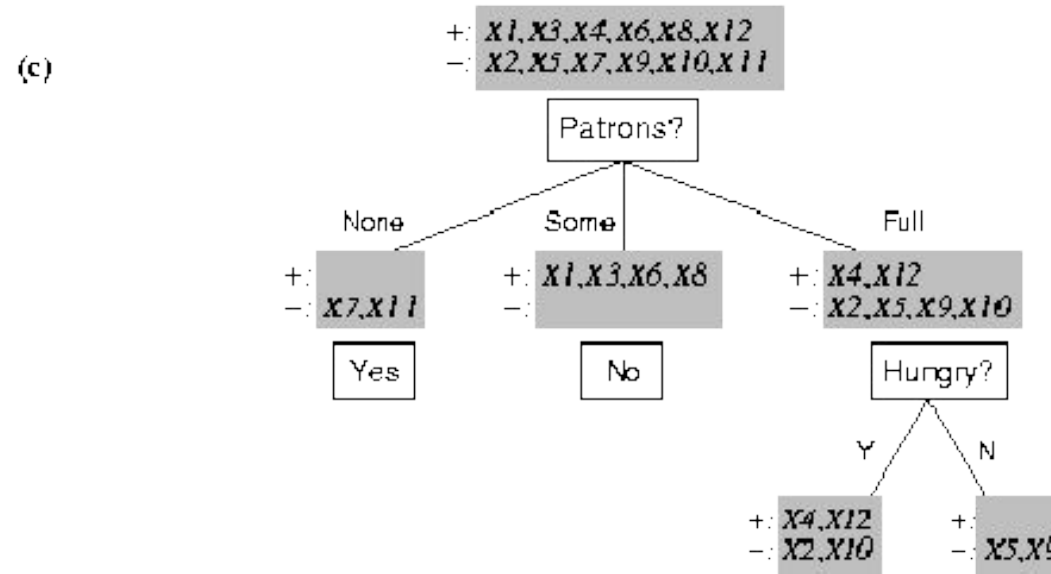 +: X1,X3,X4,X6,X8,X12
(c)
−: X2,X5,X7,X9,X10,X11
Patrons?
None Some Full
+: +: X1,X3,X6,X8 +: X4,X12
−: X7,X11 −: −: X2,X5,X9,X10
Yes No Hungry?
Y N
+: X4,X12 +:
−: X2,X10 −: X5,X9